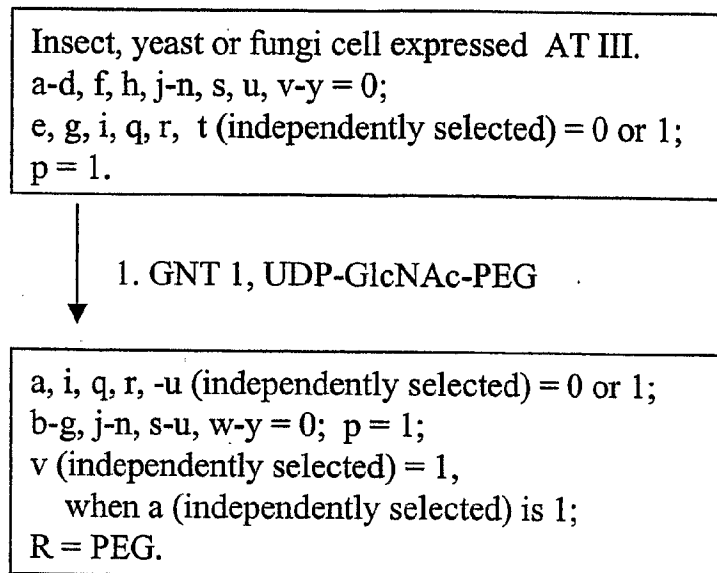 Insect, yeast or fungi cell expressed AT III.
a-d, f, h, j-n, s, u, v-y = 0;
e, g, i, q, r, t (independently selected) = 0 or 1;
p = 1.
1. GNT 1, UDP-GlcNAc-PEG
a, i, q, r, -u (independently selected) = 0 or 1;
b-g, j-n, s-u, w-y = 0; p = 1;
v (independently selected) = 1,
when a (independently selected) is 1;
R = PEG.